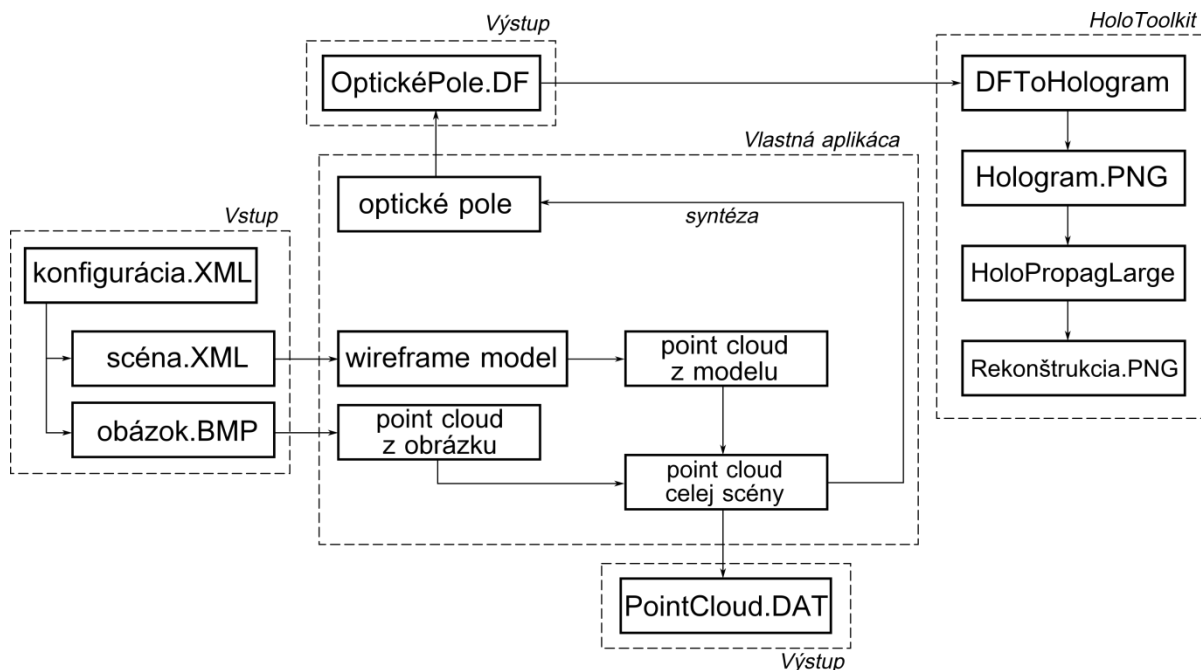 Výstup
OptickéPole.DF
HoloToolkit
DFToHologram
Hologram.PNG
HoloPropagLarge
Rekonštrukcia.PNG
Vlastná aplikáca
optické pole
syntéza
Vstup
konfigurácia.XML
scéna.XML
obázok.BMP
wireframe model
point cloud
z modelu
point cloud
z obrázku
point cloud
celej scény
PointCloud.DAT
Výstup